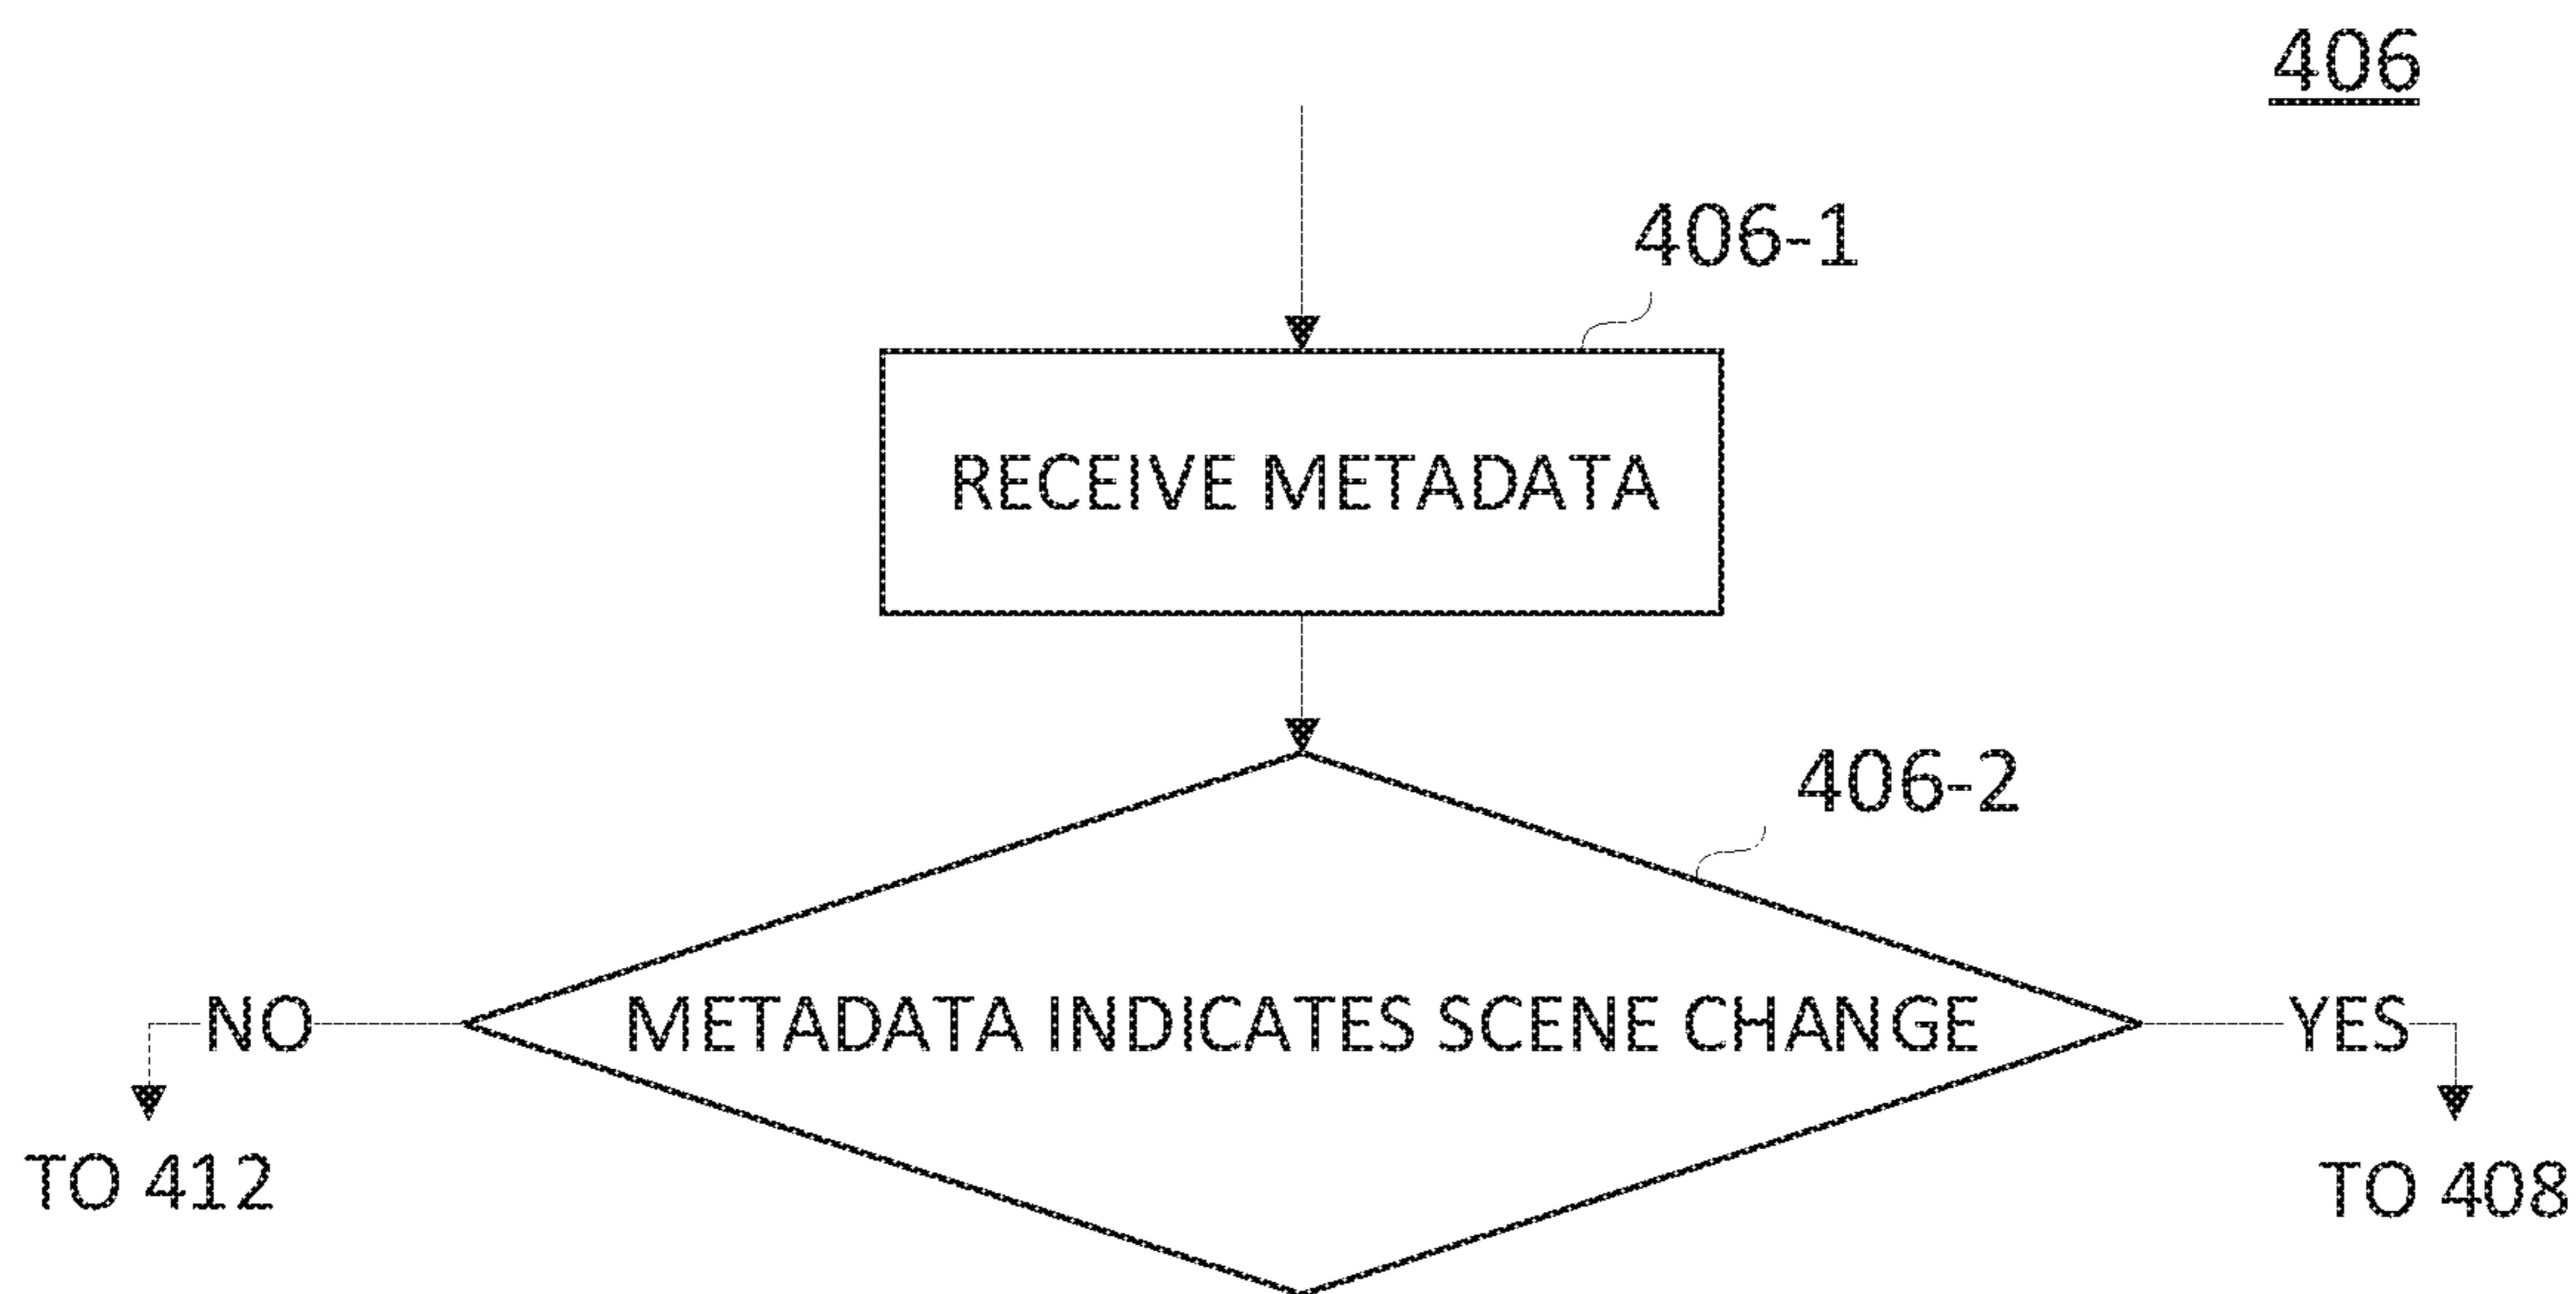 406
406-1
RECEIVE METADATA
406-2
METADATA INDICATES SCENE CHANGE
NO
YES
TO 412
TO 408